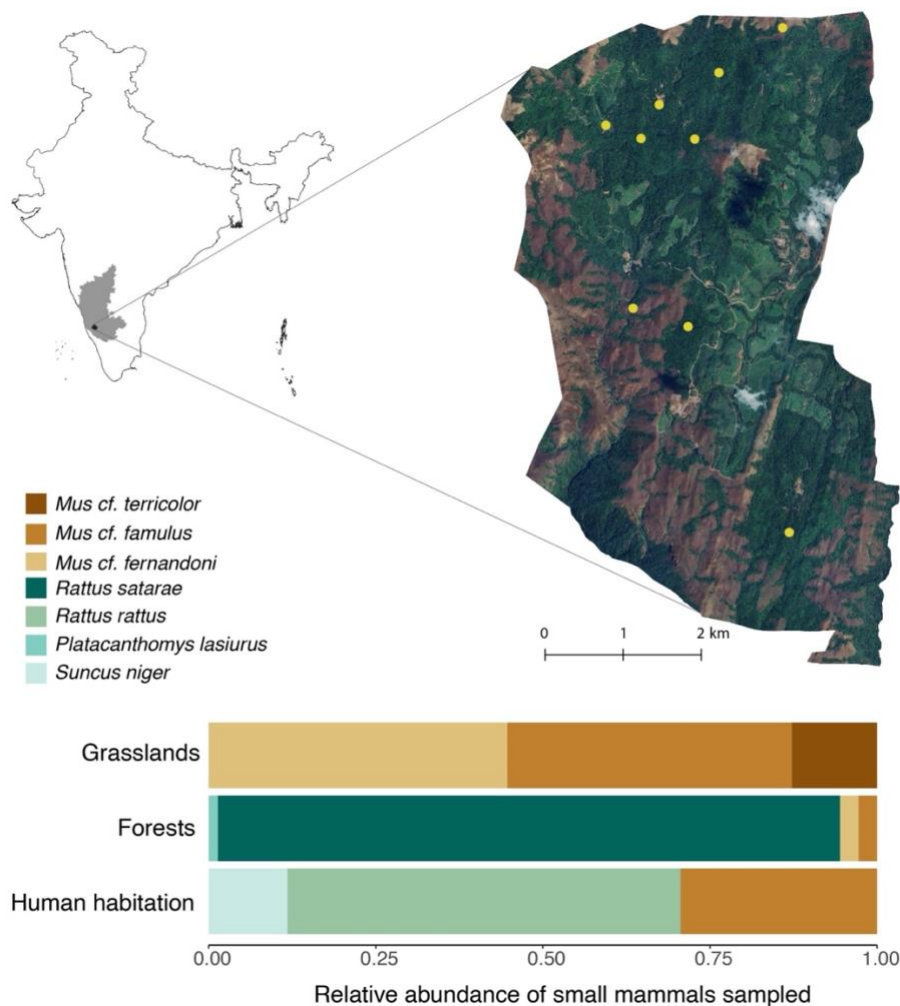 Mus cf. terricolor
Mus cf. famulus
Mus cf. fernandoni
Rattus satarae
Rattus rattus
Platacanthomys lasiurus
Suncus niger
0 1 2 km
Grasslands
Forests
Human habitation
0.00 0.25 0.50 0.75 1.00
Relative abundance of small mammals sampled